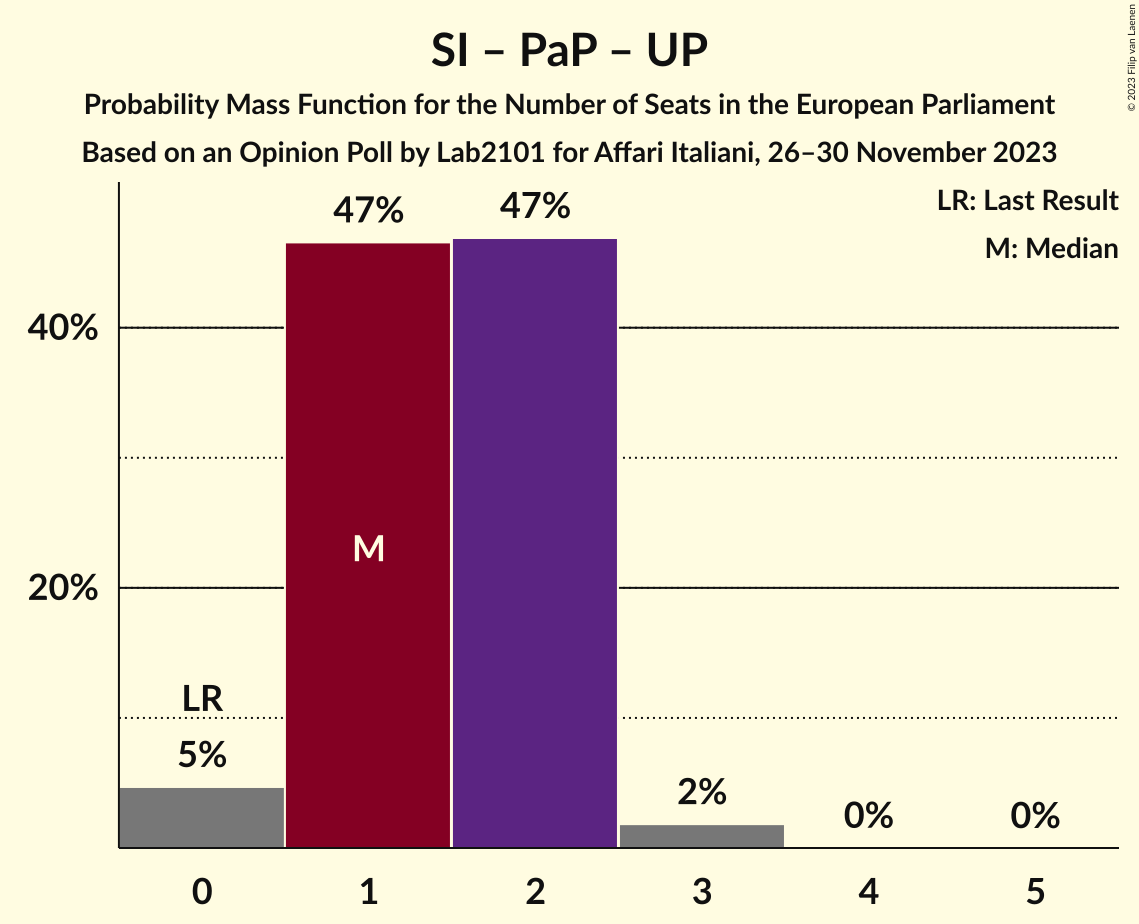 SI – PaP – UP
Probability Mass Function for the Number of Seats in the European Parliament
Based on an Opinion Poll by Lab2101 for Affari Italiani, 26–30 November 2023
© 2023 Filip van Laenen
LR: Last Result
M: Median
47%
47%
40%
M
20%
LR
5%
2%
0%
0%
0
1
2
3
4
5